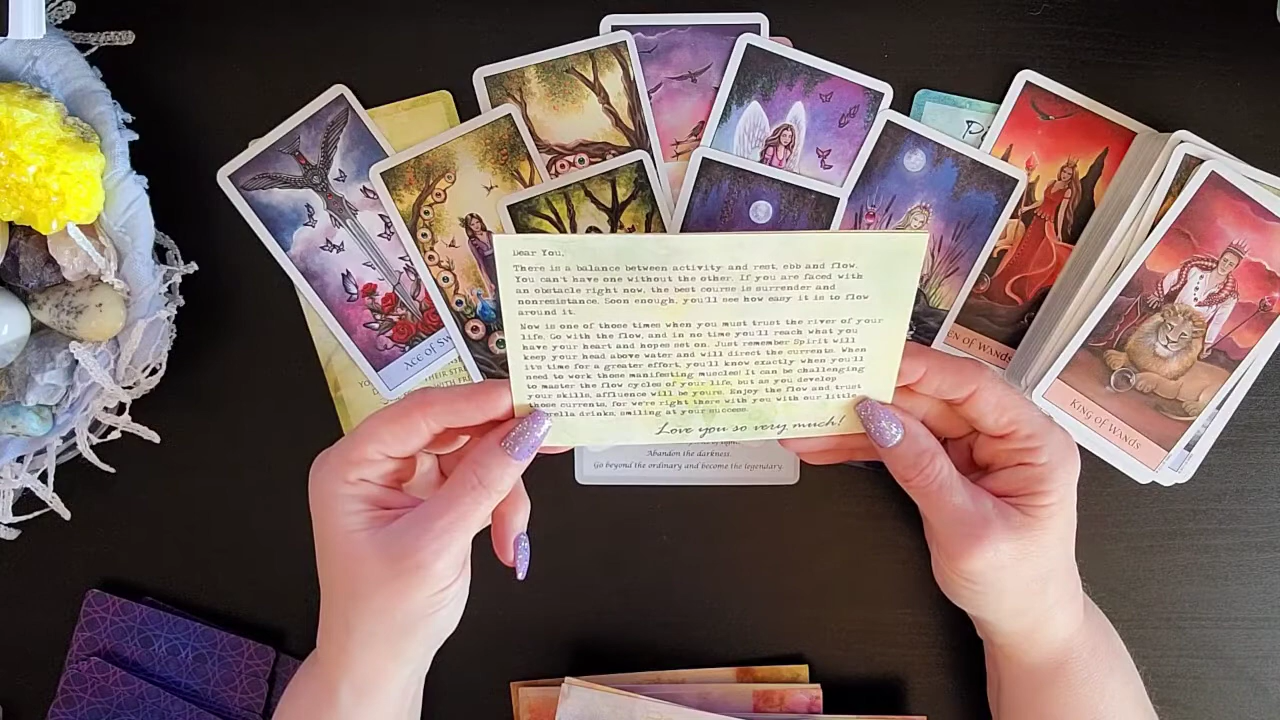 Dear You,
There is a balance between activity and rest, ebb and flow.
You can't have one without the other. If you are faced with
an obstacle right now, the best course is surrender and
nonresistance. Soon enough, you'll see how easy it is to flow
around it.
Now is one of those times when you must trust the river of your
life. Go with the flow, and in no time you'll reach what you
have your heart and hopes set on. Just remember Spirit will
keep your head above water and will direct the currents. When
it's time for a greater effort, you'll know exactly when you'll
need to work those manifesting muscles! It can be challenging
to master the flow cycles of your life, but as you develop
your skills, affluence will be yours. Enjoy the flow and trust
those currents, for we're right there with you with our little
drinks, smiling at your success.
Love you so very much!
Abandon the darkness.
Go beyond the ordinary and become the legendary.
ACE OF SW
EN OF WANDS
KING OF WANDS